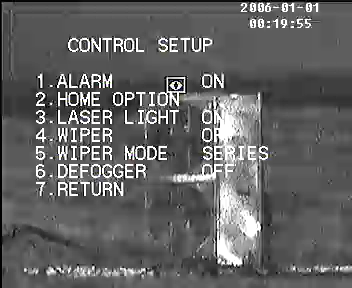 2006-01-01
00:19:55
CONTROL SETUP
1.ALARM ON
2.HOME OPTION
3.LASER LIGHT ON
4.WIPER
5.WIPER MODE SERIES
6.DEFOGGER OFF
7.RETURN